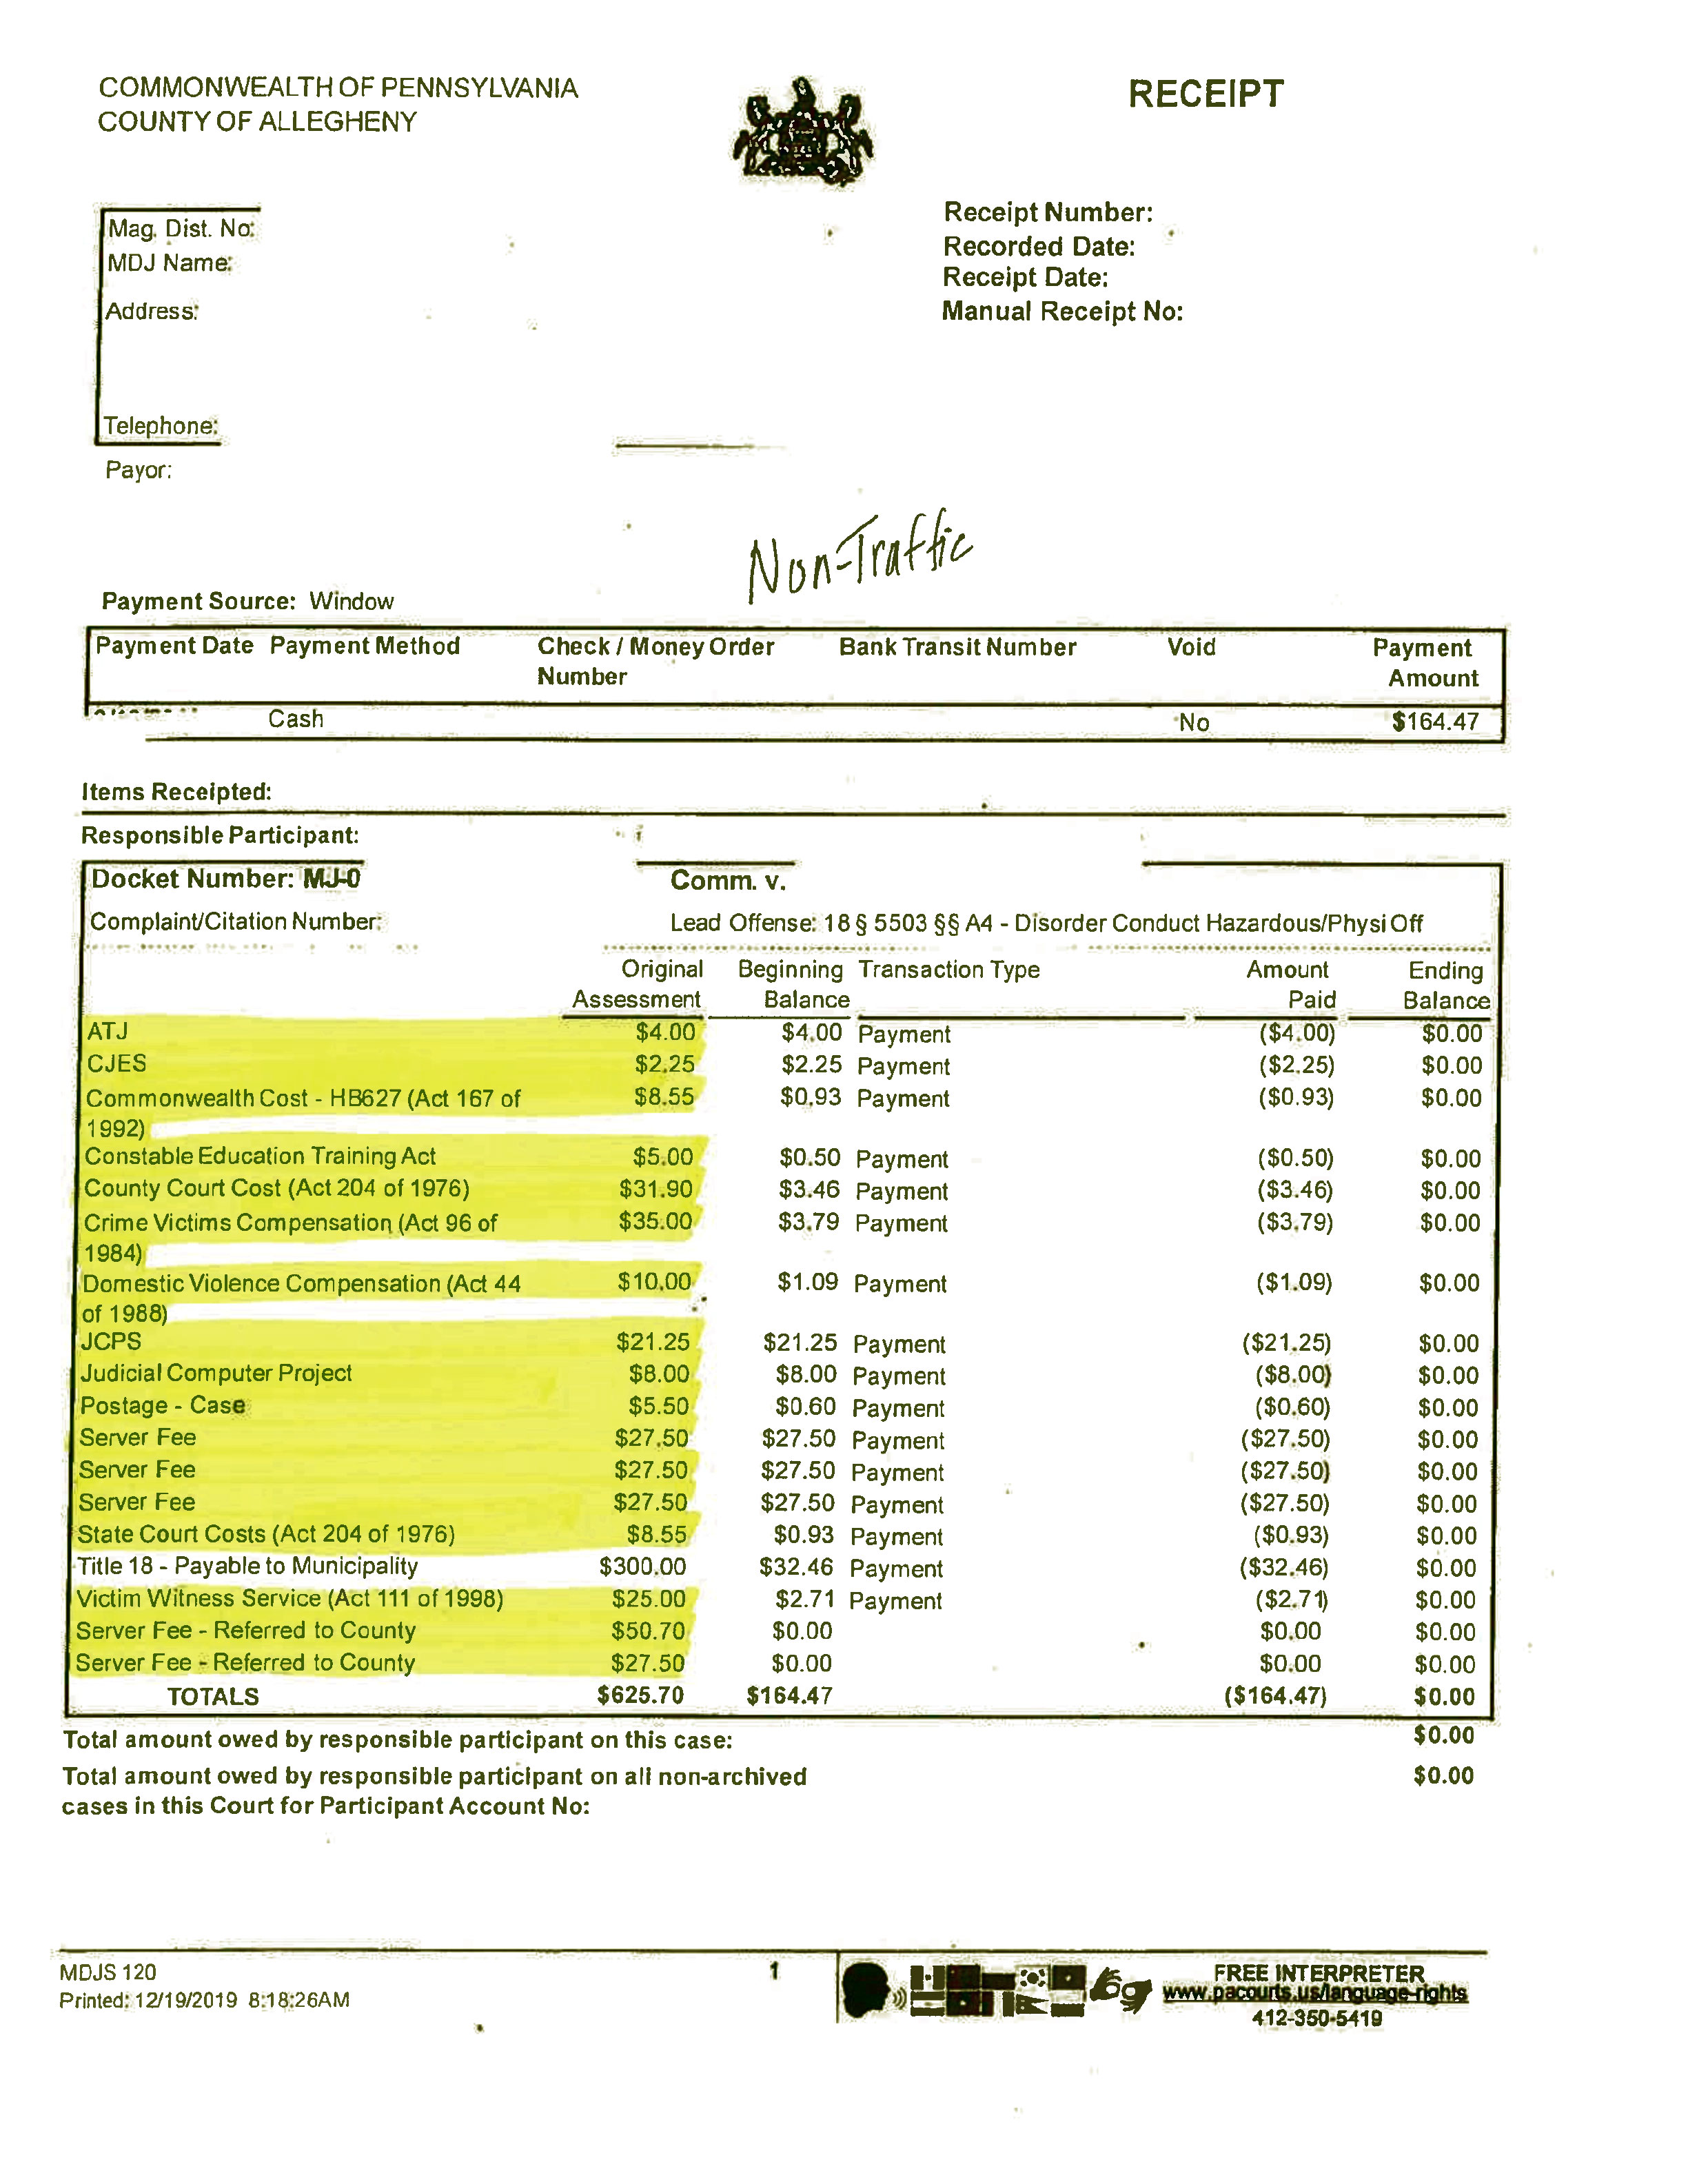 COMMONWEALTH OF PENNSYLVANIA
COUNTY OF ALLEGHENY
RECEIPT
Mag. Dist. No:
MDJ Name:
Address:
Telephone:
Receipt Number:
Recorded Date:
Receipt Date:
Manual Receipt No:
Payor:
Non-Traffic
Payment Source: Window
Payment Date Payment Method Check / Money Order Number Bank Transit Number Void Payment Amount
Cash No $164.47
Items Receipted:
Responsible Participant:
Docket Number: MJ-0 Comm. v.
Complaint/Citation Number: Lead Offense: 18 § 5503 §§ A4 - Disorder Conduct Hazardous/Physi Off
Original Assessment Beginning Balance Transaction Type Amount Paid Ending Balance
ATJ $4.00 $4.00 Payment ($4.00) $0.00
CJES $2.25 $2.25 Payment ($2.25) $0.00
Commonwealth Cost - HB627 (Act 167 of $8.55 $0.93 Payment ($0.93) $0.00
1992)
Constable Education Training Act $5.00 $0.50 Payment ($0.50) $0.00
County Court Cost (Act 204 of 1976) $31.90 $3.46 Payment ($3.46) $0.00
Crime Victims Compensation (Act 96 of $35.00 $3.79 Payment ($3.79) $0.00
1984)
Domestic Violence Compensation (Act 44 $10.00 $1.09 Payment ($1.09) $0.00
of 1988)
JCPS $21.25 $21.25 Payment ($21.25) $0.00
Judicial Computer Project $8.00 $8.00 Payment ($8.00) $0.00
Postage - Case $5.50 $0.60 Payment ($0.60) $0.00
Server Fee $27.50 $27.50 Payment ($27.50) $0.00
Server Fee $27.50 $27.50 Payment ($27.50) $0.00
Server Fee $27.50 $27.50 Payment ($27.50) $0.00
State Court Costs (Act 204 of 1976) $8.55 $0.93 Payment ($0.93) $0.00
Title 18 - Payable to Municipality $300.00 $32.46 Payment ($32.46) $0.00
Victim Witness Service (Act 111 of 1998) $25.00 $2.71 Payment ($2.71) $0.00
Server Fee - Referred to County $50.70 $0.00 $0.00 $0.00
Server Fee - Referred to County $27.50 $0.00 $0.00 $0.00
TOTALS $625.70 $164.47 ($164.47) $0.00
Total amount owed by responsible participant on this case: $0.00
Total amount owed by responsible participant on all non-archived $0.00
cases in this Court for Participant Account No:
MDJS 120
Printed: 12/19/2019 8:18:26AM
1
FREE INTERPRETER
www.pacourts.us/language-rights
412-350-5419